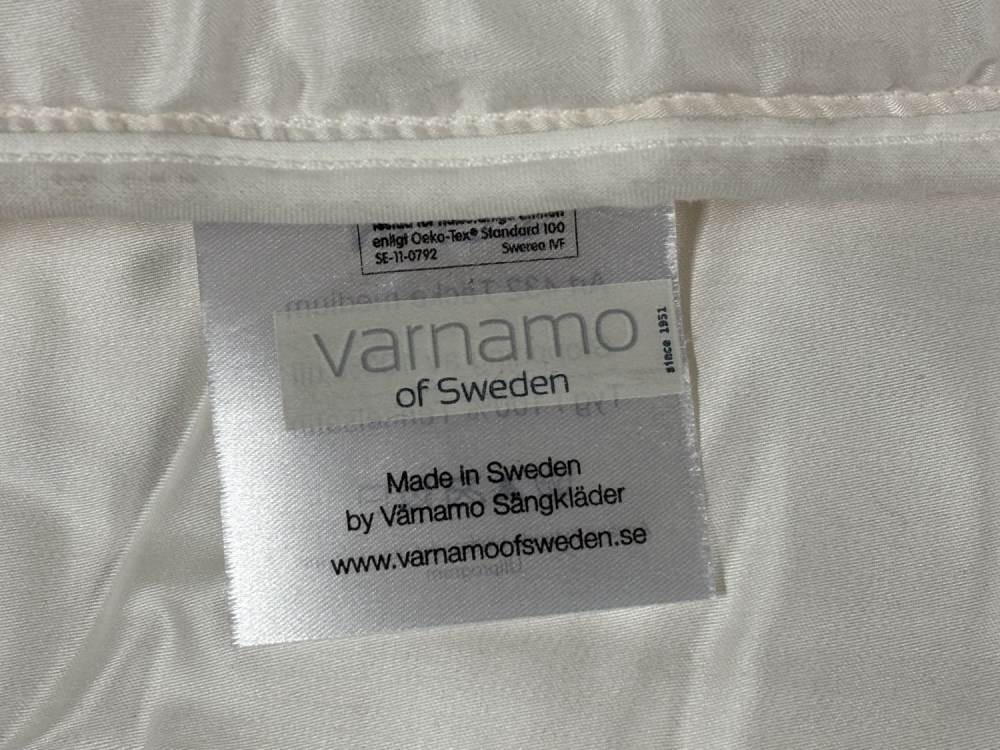 enligt Oeko-Tex® Standard 100
SE-11-0792 Swerea IVF
varnamo
since 1951
of Sweden
Made in Sweden
by Värnamo Sängkläder
www.varnamoofsweden.se